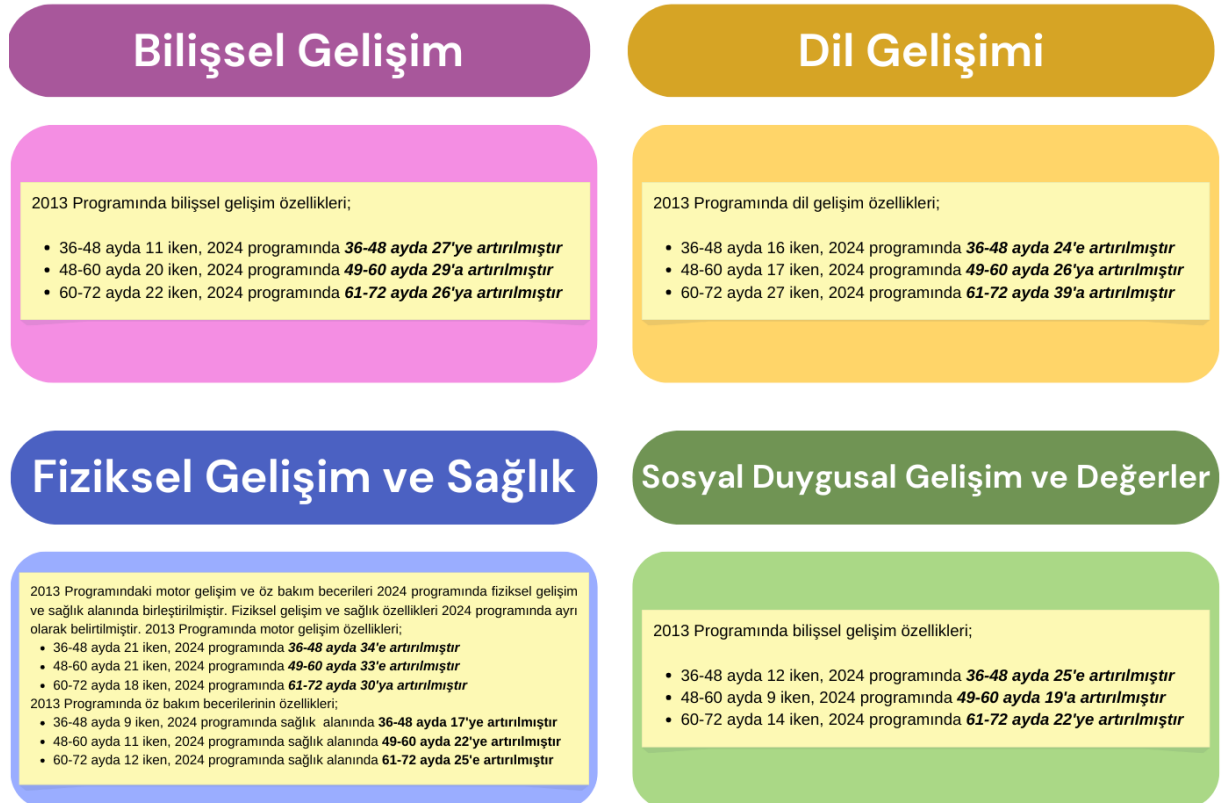 Bilişsel Gelişim
2013 Programında bilişsel gelişim özellikleri;
• 36-48 ayda 11 iken, 2024 programında 36-48 ayda 27'ye artırılmıştır
• 48-60 ayda 20 iken, 2024 programında 49-60 ayda 29'a artırılmıştır
• 60-72 ayda 22 iken, 2024 programında 61-72 ayda 26'ya artırılmıştır
Dil Gelişimi
2013 Programında dil gelişim özellikleri;
• 36-48 ayda 16 iken, 2024 programında 36-48 ayda 24'e artırılmıştır
• 48-60 ayda 17 iken, 2024 programında 49-60 ayda 26'ya artırılmıştır
• 60-72 ayda 27 iken, 2024 programında 61-72 ayda 39'a artırılmıştır
Fiziksel Gelişim ve Sağlık
2013 Programındaki motor gelişim ve öz bakım becerileri 2024 programında fiziksel gelişim
ve sağlık alanında birleştirilmiştir. Fiziksel gelişim ve sağlık özellikleri 2024 programında ayrı
olarak belirtilmiştir. 2013 Programında motor gelişim özellikleri;
• 36-48 ayda 21 iken, 2024 programında 36-48 ayda 34'e artırılmıştır
• 48-60 ayda 21 iken, 2024 programında 49-60 ayda 33'e artırılmıştır
• 60-72 ayda 18 iken, 2024 programında 61-72 ayda 30'ya artırılmıştır
2013 Programında öz bakım becerilerinin özellikleri;
• 36-48 ayda 9 iken, 2024 programında sağlık alanında 36-48 ayda 17'ye artırılmıştır
• 48-60 ayda 11 iken, 2024 programında sağlık alanında 49-60 ayda 22'ye artırılmıştır
• 60-72 ayda 12 iken, 2024 programında sağlık alanında 61-72 ayda 25'e artırılmıştır
Sosyal Duygusal Gelişim ve Değerler
2013 Programında bilişsel gelişim özellikleri;
• 36-48 ayda 12 iken, 2024 programında 36-48 ayda 25'e artırılmıştır
• 48-60 ayda 9 iken, 2024 programında 49-60 ayda 19'a artırılmıştır
• 60-72 ayda 14 iken, 2024 programında 61-72 ayda 22'ye artırılmıştır